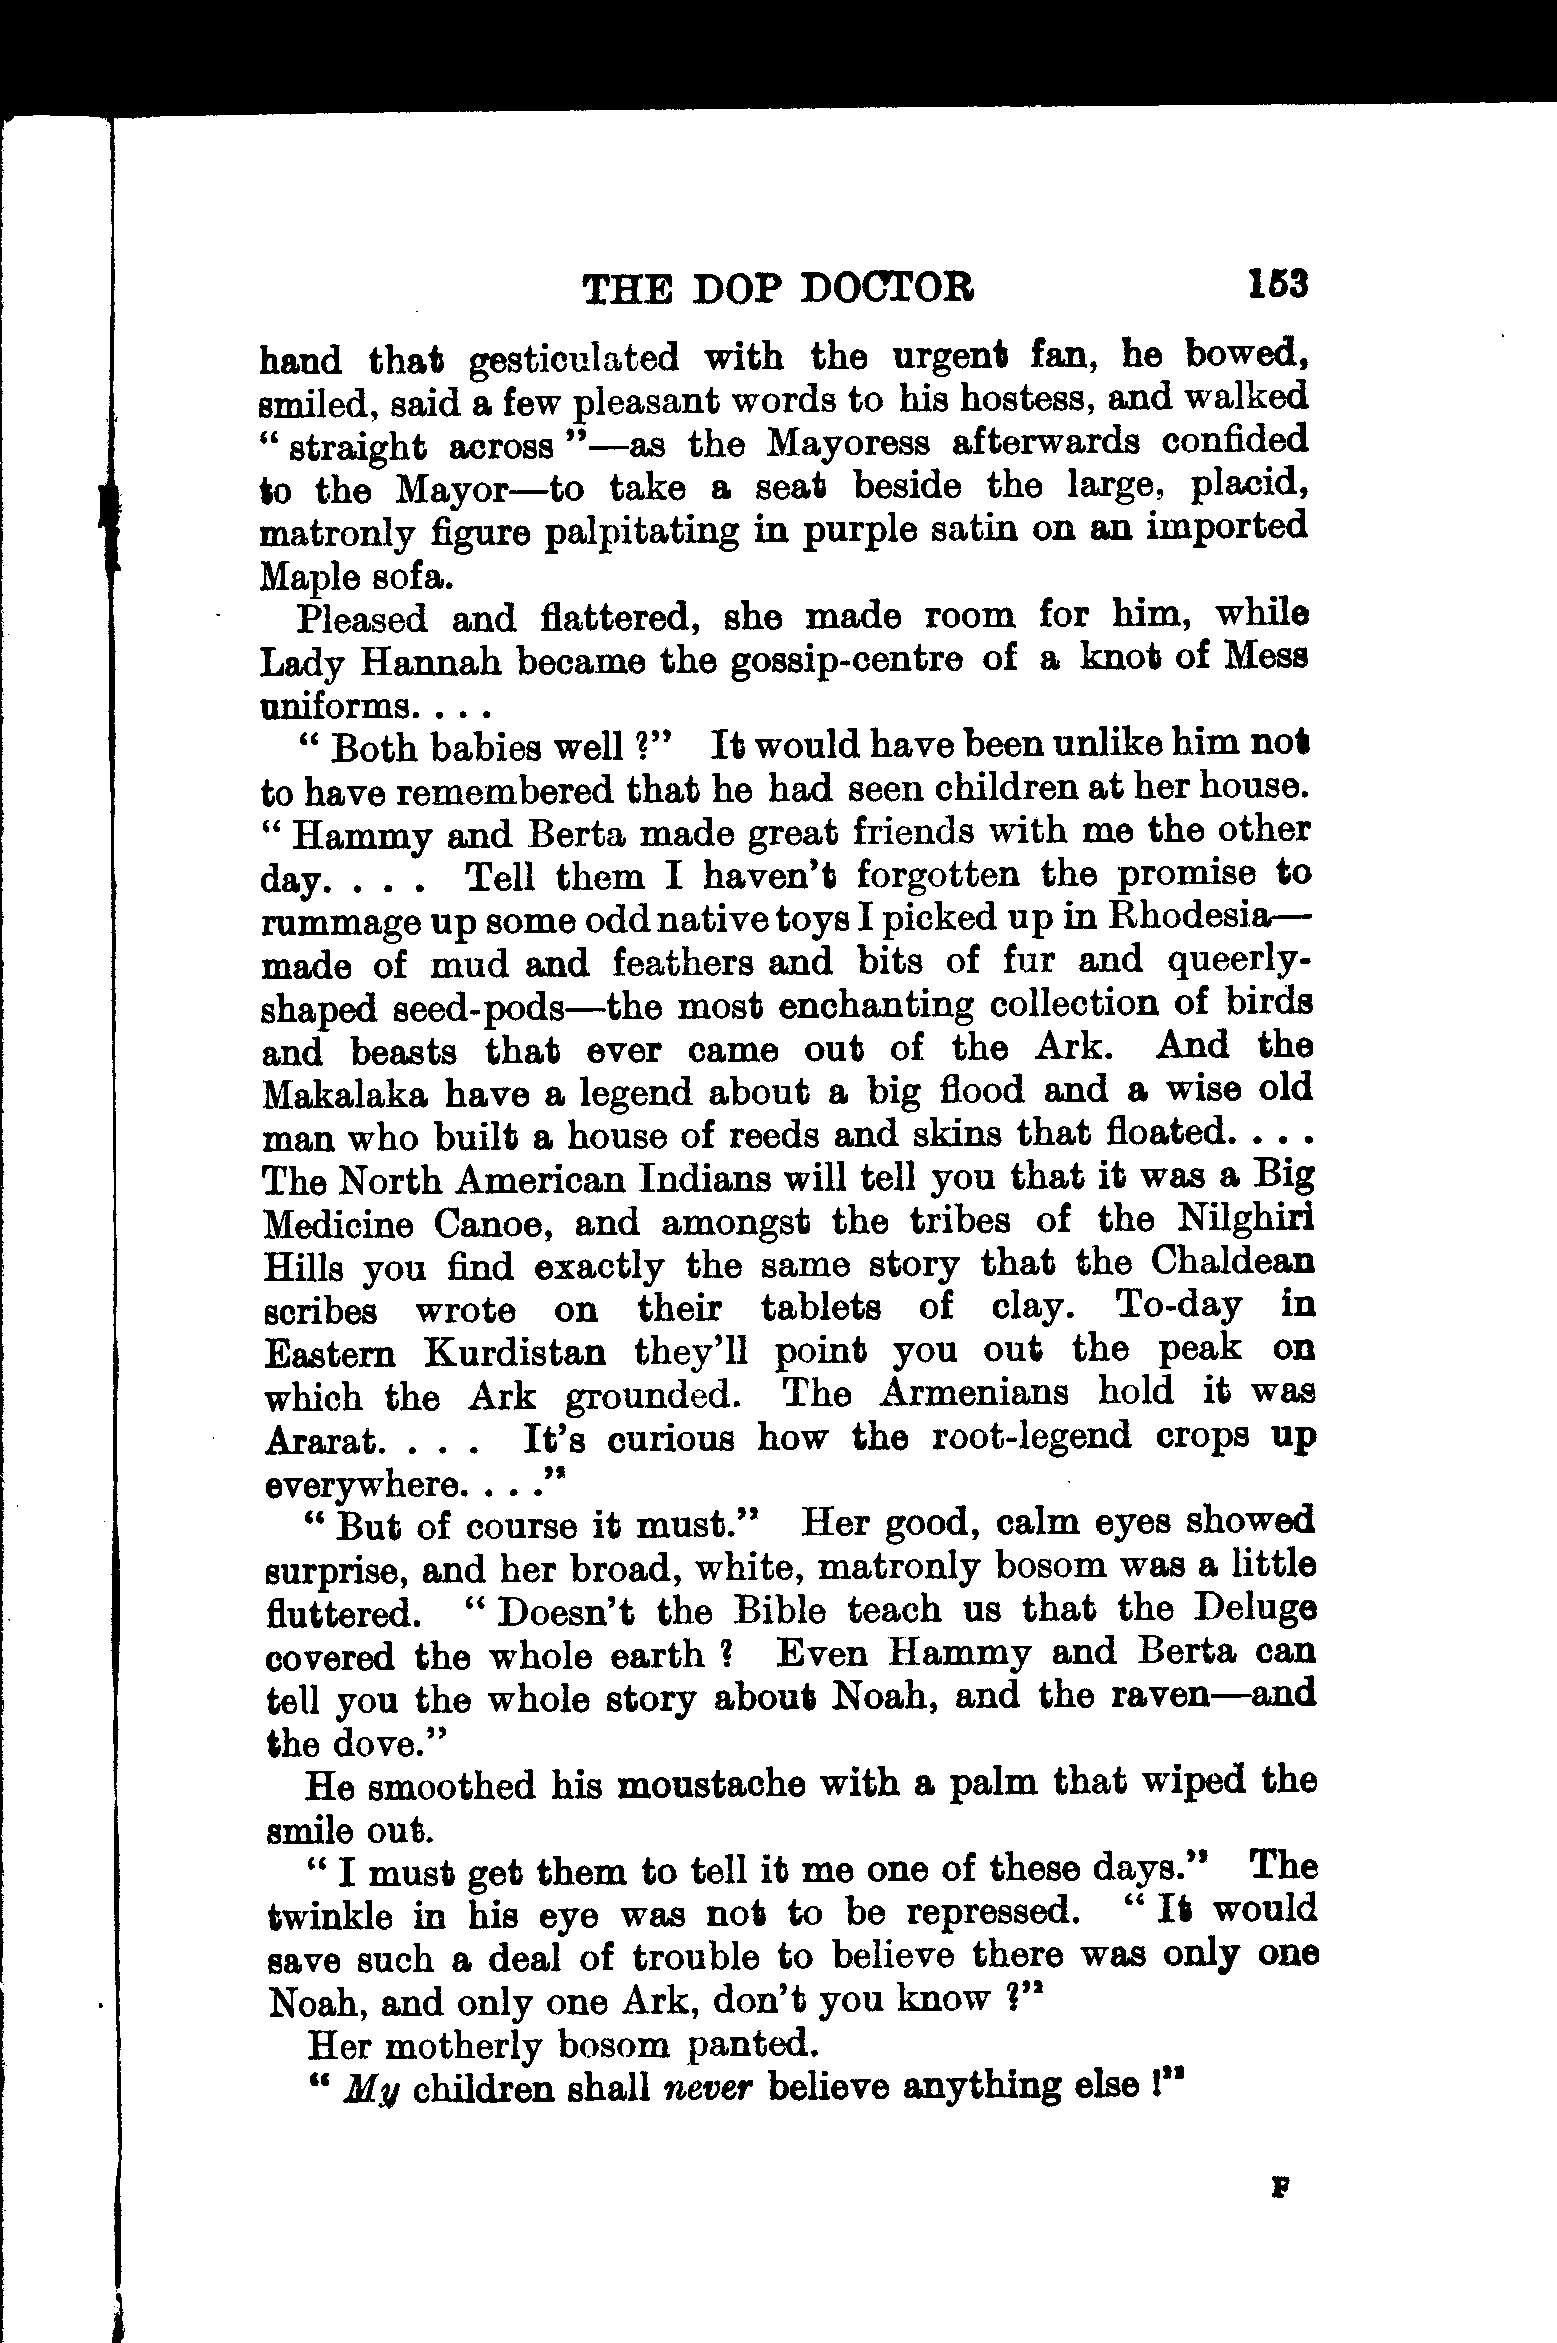 THE DOP DOCTOR 153
hand that gesticulated with the urgent fan, he bowed,
smiled, said a few pleasant words to his hostess, and walked
“ straight across ”—as the Mayoress afterwards confided
to the Mayor—to take a seat beside the large, placid,
matronly figure palpitating in purple satin on an imported
Maple sofa.
Pleased and flattered, she made room for him, while
Lady Hannah became the gossip-centre of a knot of Mess
uniforms. . . .
“ Both babies well ?” It would have been unlike him not
to have remembered that he had seen children at her house.
“ Hammy and Berta made great friends with me the other
day. . . . Tell them I haven’t forgotten the promise to
rummage up some odd native toys I picked up in Rhodesia—
made of mud and feathers and bits of fur and queerly-
shaped seed-pods—the most enchanting collection of birds
and beasts that ever came out of the Ark. And the
Makalaka have a legend about a big flood and a wise old
man who built a house of reeds and skins that floated. . . .
The North American Indians will tell you that it was a Big
Medicine Canoe, and amongst the tribes of the Nilghiri
Hills you find exactly the same story that the Chaldean
scribes wrote on their tablets of clay. To-day in
Eastern Kurdistan they’ll point you out the peak on
which the Ark grounded. The Armenians hold it was
Ararat. . . . It’s curious how the root-legend crops up
everywhere. . . .”
“ But of course it must.” Her good, calm eyes showed
surprise, and her broad, white, matronly bosom was a little
fluttered. “ Doesn’t the Bible teach us that the Deluge
covered the whole earth ? Even Hammy and Berta can
tell you the whole story about Noah, and the raven—and
the dove.”
He smoothed his moustache with a palm that wiped the
smile out.
“ I must get them to tell it me one of these days.” The
twinkle in his eye was not to be repressed. “ It would
save such a deal of trouble to believe there was only one
Noah, and only one Ark, don’t you know ?”
Her motherly bosom panted.
“ My children shall never believe anything else !”
F